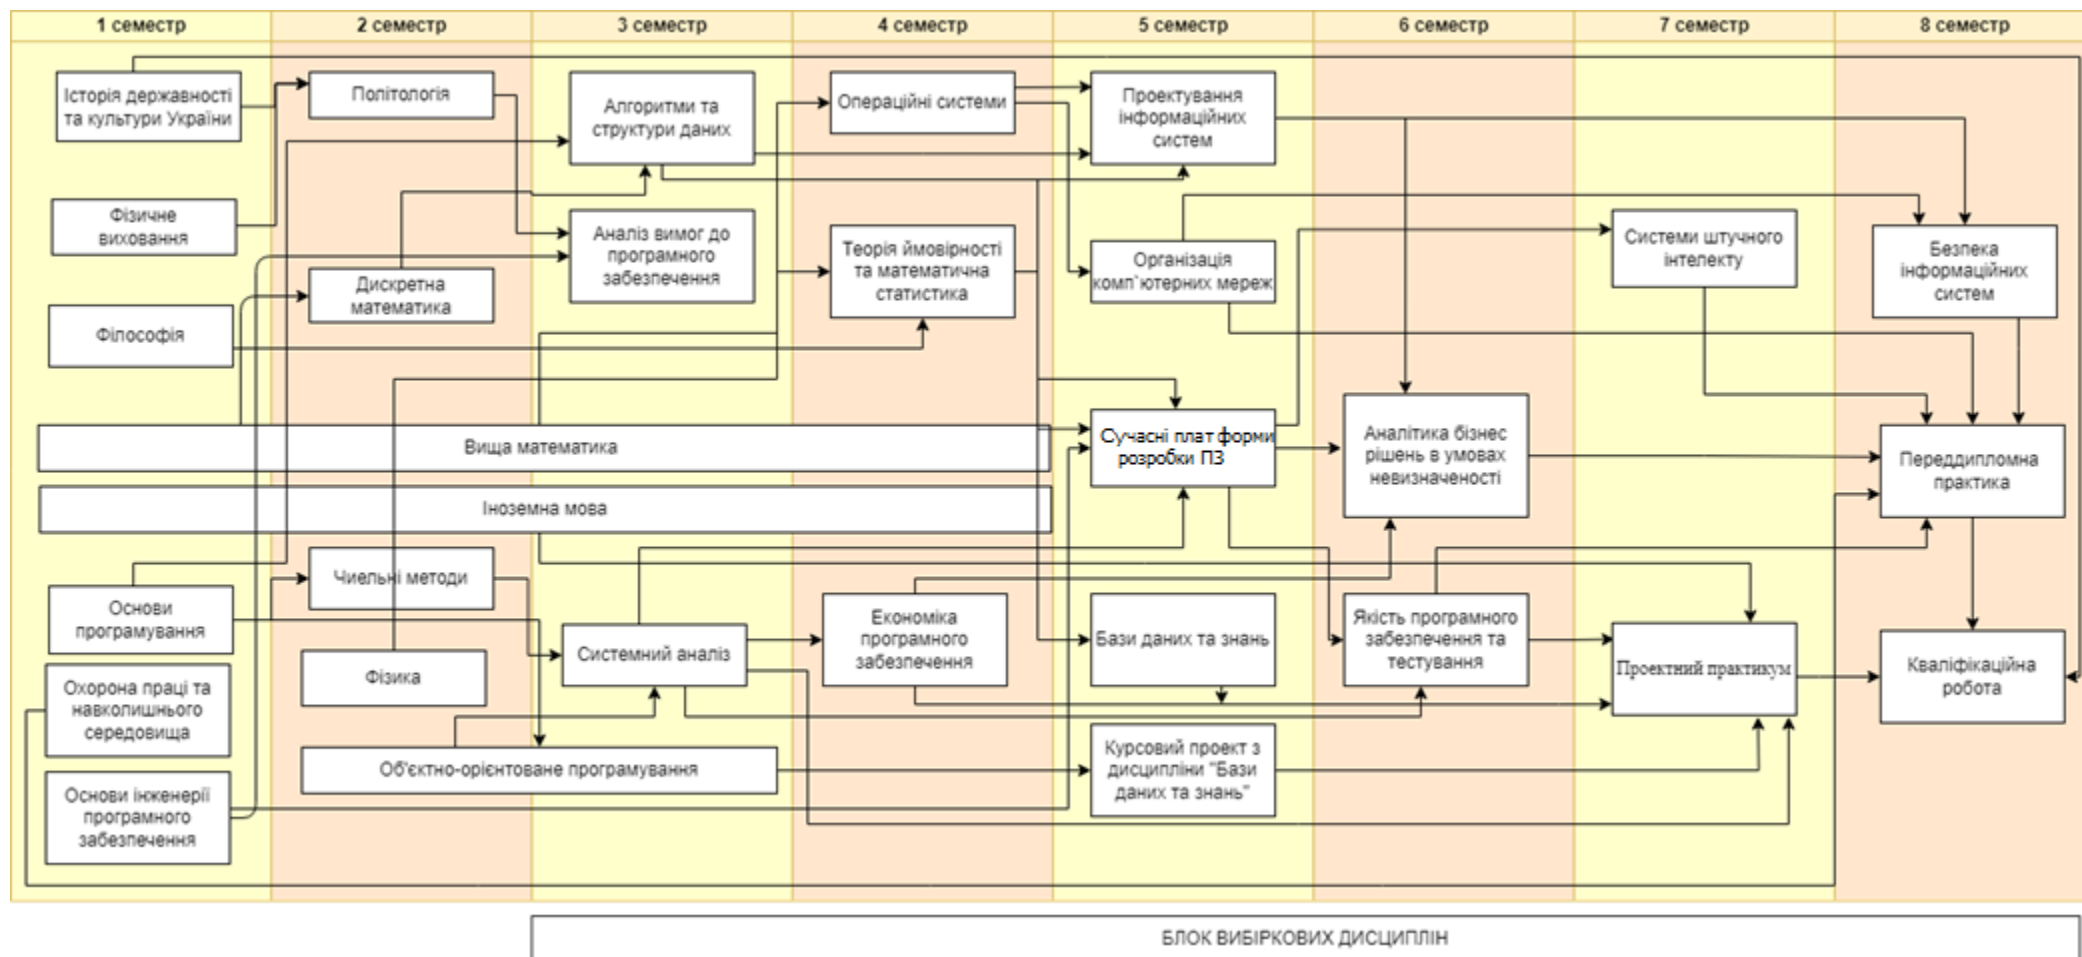 1 семестр
2 семестр
3 семестр
4 семестр
5 семестр
6 семестр
7 семестр
8 семестр
Історія державності
та культури України
Фізичне
виховання
Філософія
Вища математика
Іноземна мова
Основи
програмування
Охорона праці та
навколишнього
середовища
Основи інженерії
програмного
забезпечення
Політологія
Дискретна
математика
Чиельні методи
Фізика
Об'єктно-орієнтоване програмування
Алгоритми та
структури даних
Аналіз вимог до
програмного
забезпечення
Системний аналіз
Операційні системи
Теорія ймовірності
та математична
статистика
Економіка
програмного
забезпечення
Проектування
інформаційних
систем
Організація
комп`ютерних мереж
Сучасні плат форми
розробки ПЗ
Бази даних та знань
Курсовий проект з
дисципліни "Бази
даних та знань"
Аналітика бізнес
рішень в умовах
невизначеності
Якість програмного
забезпечення та
тестування
Системи штучного
інтелекту
Проектний практикум
Безпека
інформаційних
систем
Переддипломна
практика
Кваліфікаційна
робота
БЛОК ВИБІРКОВИХ ДИСЦИПЛІН